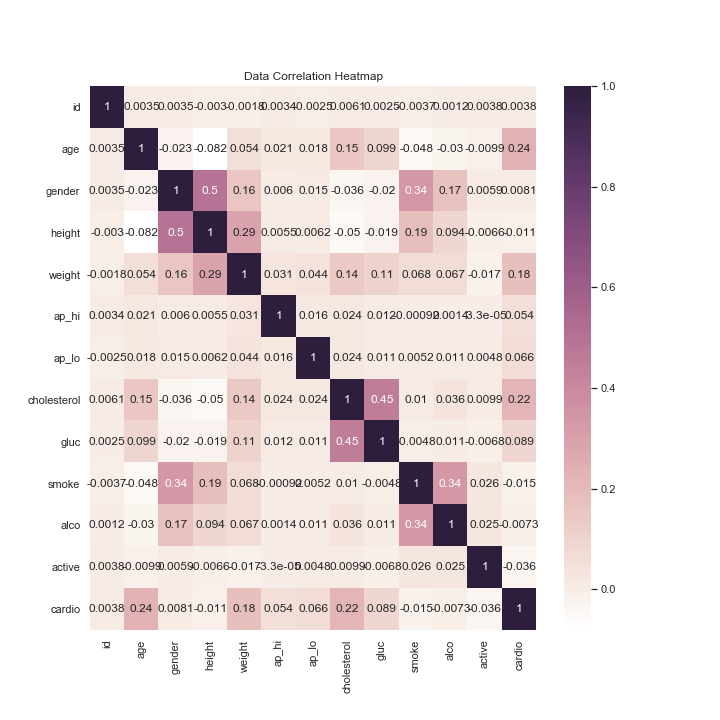 Data Correlation Heatmap
id 1 0.0035 0.0035 -0.003 -0.0018 0.0034 -0.0025 0.0061 0.0025 -0.0037 0.0012 0.0038 0.0038
age 0.0035 1 -0.023 -0.082 0.054 0.021 0.018 0.15 0.099 -0.048 -0.03 -0.0099 0.24
gender 0.0035 -0.023 1 0.5 0.16 0.006 0.015 -0.036 -0.02 0.34 0.17 0.0059 0.0081
height -0.003 -0.082 0.5 1 0.29 0.0055 0.0062 -0.05 -0.019 0.19 0.094 -0.0066 -0.011
weight -0.0018 0.054 0.16 0.29 1 0.031 0.044 0.14 0.11 0.068 0.067 -0.017 0.18
ap_hi 0.0034 0.021 0.006 0.0055 0.031 1 0.016 0.024 0.012 -0.00092 0.0014 -3.3e-05 0.054
ap_lo -0.0025 0.018 0.015 0.0062 0.044 0.016 1 0.024 0.011 0.0052 0.011 0.0048 0.066
cholesterol 0.0061 0.15 -0.036 -0.05 0.14 0.024 0.024 1 0.45 0.01 0.036 0.0099 0.22
gluc 0.0025 0.099 -0.02 -0.019 0.11 0.012 0.011 0.45 1 -0.0048 0.011 -0.0068 0.089
smoke -0.0037 -0.048 0.34 0.19 0.068 -0.00092 0.0052 0.01 -0.0048 1 0.34 0.026 -0.015
alco 0.0012 -0.03 0.17 0.094 0.067 0.0014 0.011 0.036 0.011 0.34 1 0.025 -0.0073
active 0.0038 -0.0099 0.0059 -0.0066 -0.017 -3.3e-05 0.0048 0.0099 -0.0068 0.026 0.025 1 -0.036
cardio 0.0038 0.24 0.0081 -0.011 0.18 0.054 0.066 0.22 0.089 -0.015 -0.0073 -0.036 1
id age gender height weight ap_hi ap_lo cholesterol gluc smoke alco active cardio
1.0
0.8
0.6
0.4
0.2
0.0